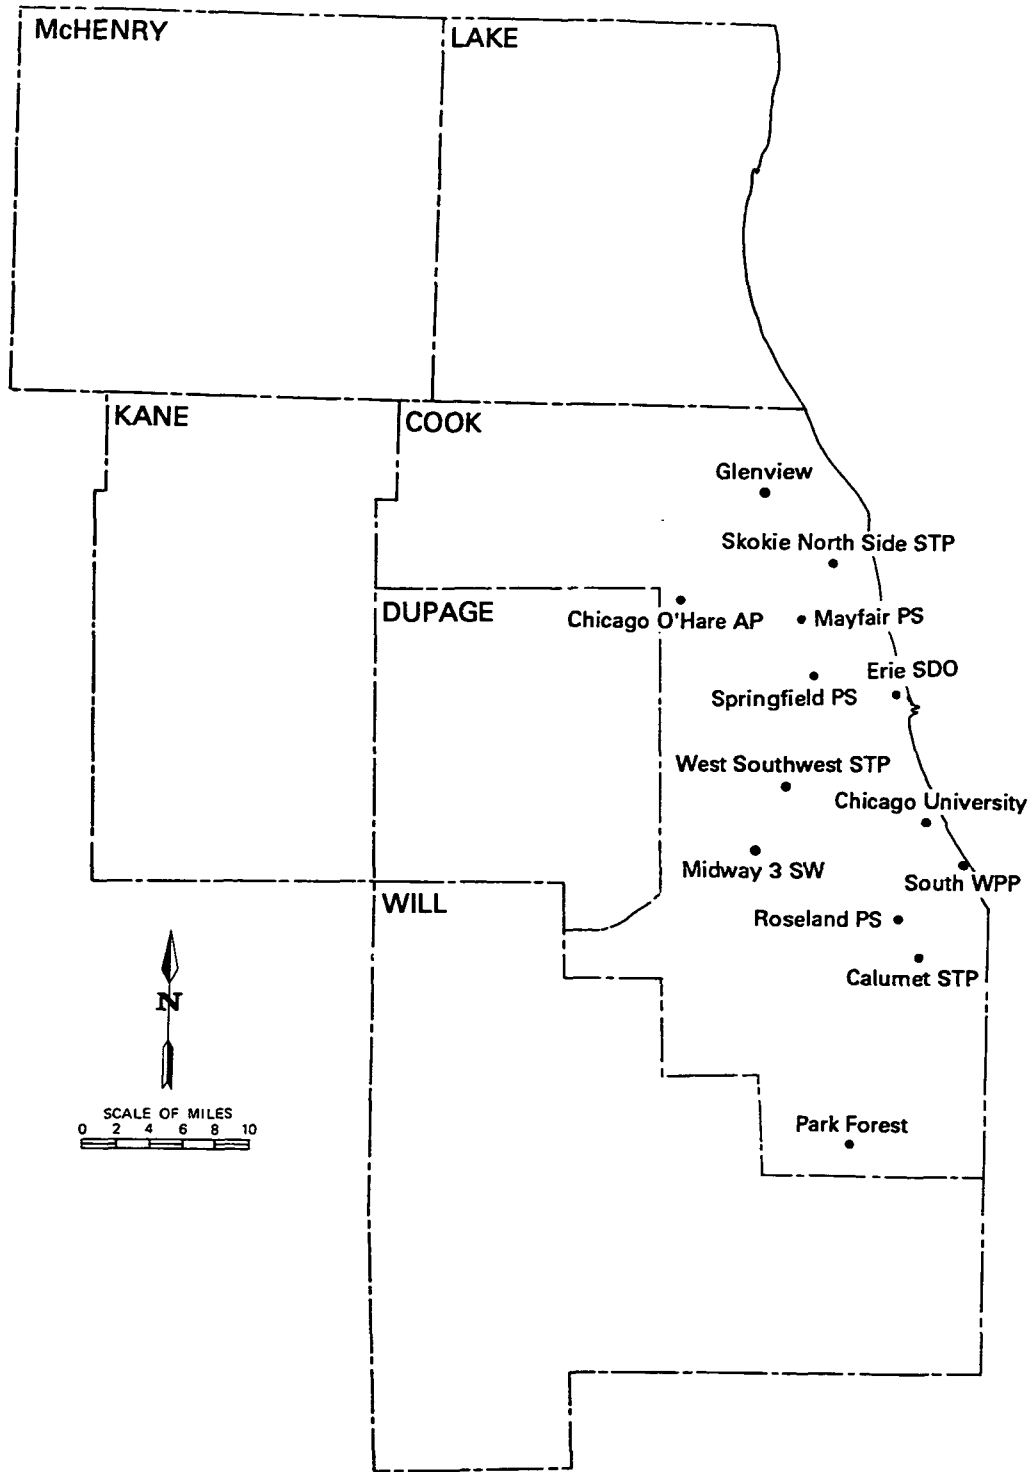 McHENRY
LAKE
KANE
COOK
Glenview
Skokie North Side STP
DUPAGE
Chicago O'Hare AP
Mayfair PS
Erie SDO
Springfield PS
West Southwest STP
Chicago University
Midway 3 SW
South WPP
WILL
Roseland PS
Calumet STP
N
SCALE OF MILES
0 2 4 6 8 10
Park Forest